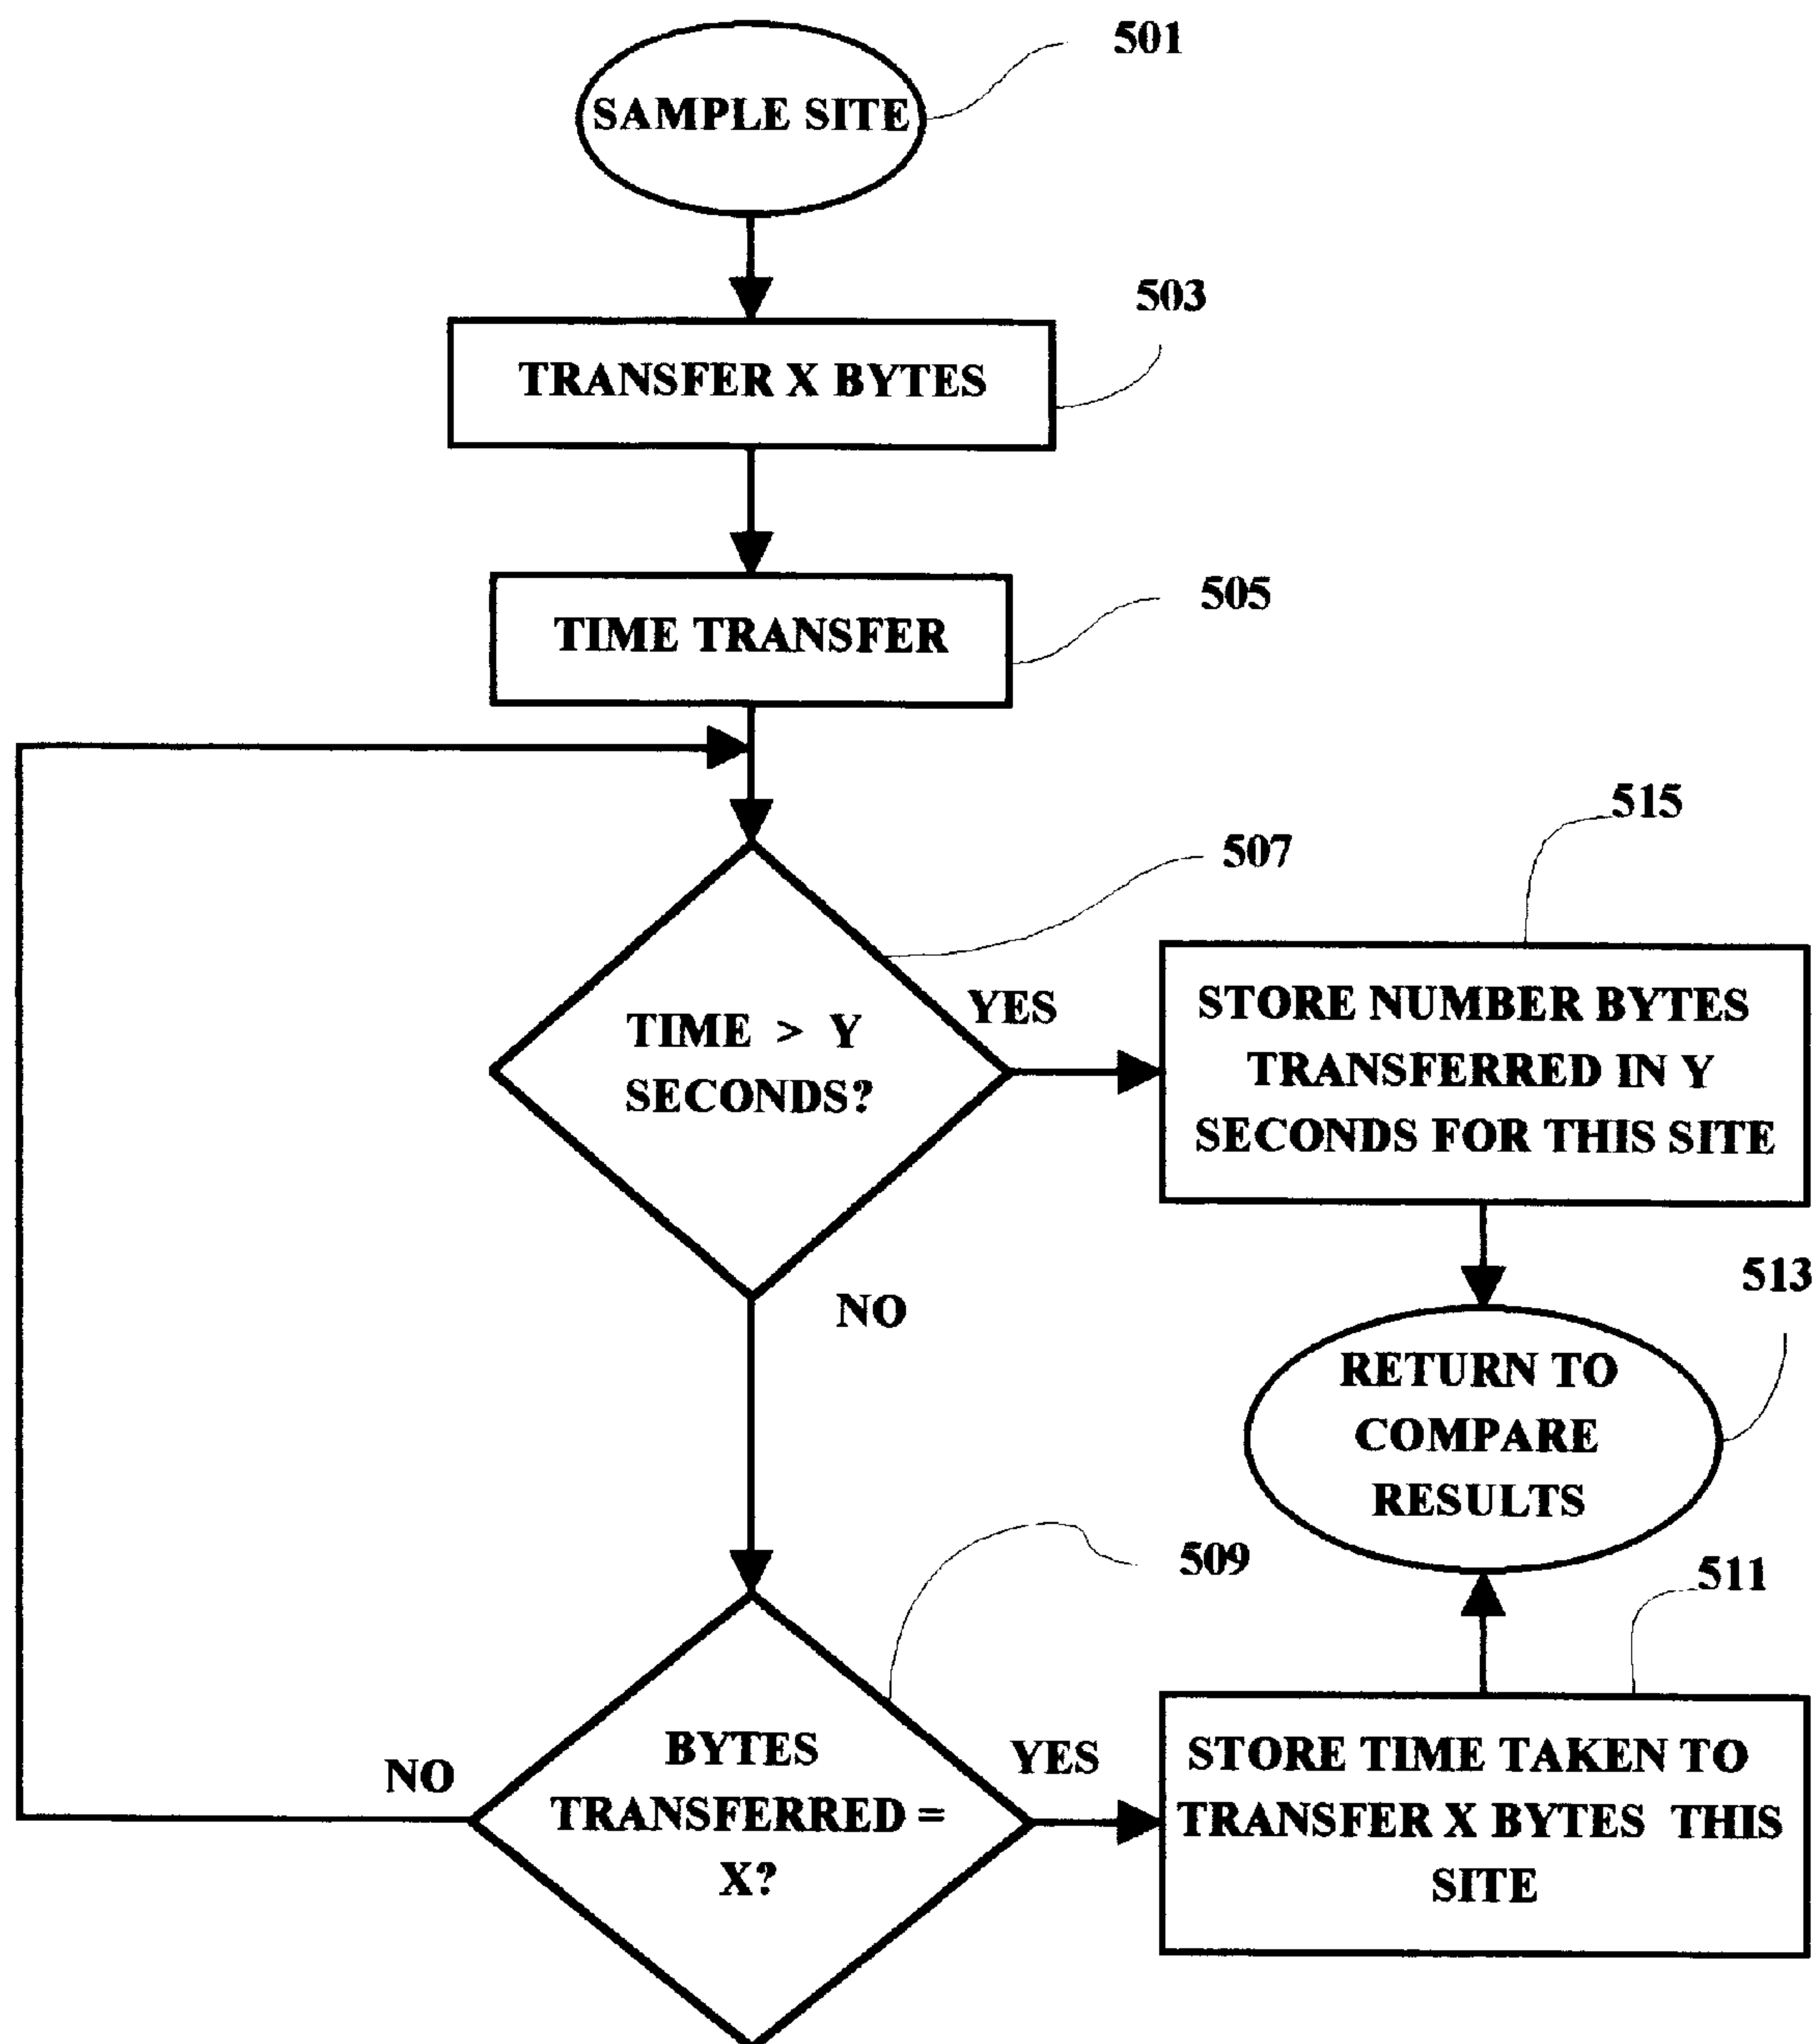 501
SAMPLE SITE
503
TRANSFER X BYTES
505
TIME TRANSFER
515
507
TIME > Y
SECONDS?
YES
STORE NUMBER BYTES
TRANSFERRED IN Y
SECONDS FOR THIS SITE
NO
513
RETURN TO
COMPARE
RESULTS
509
511
NO
BYTES
TRANSFERRED =
X?
YES
STORE TIME TAKEN TO
TRANSFER X BYTES THIS
SITE